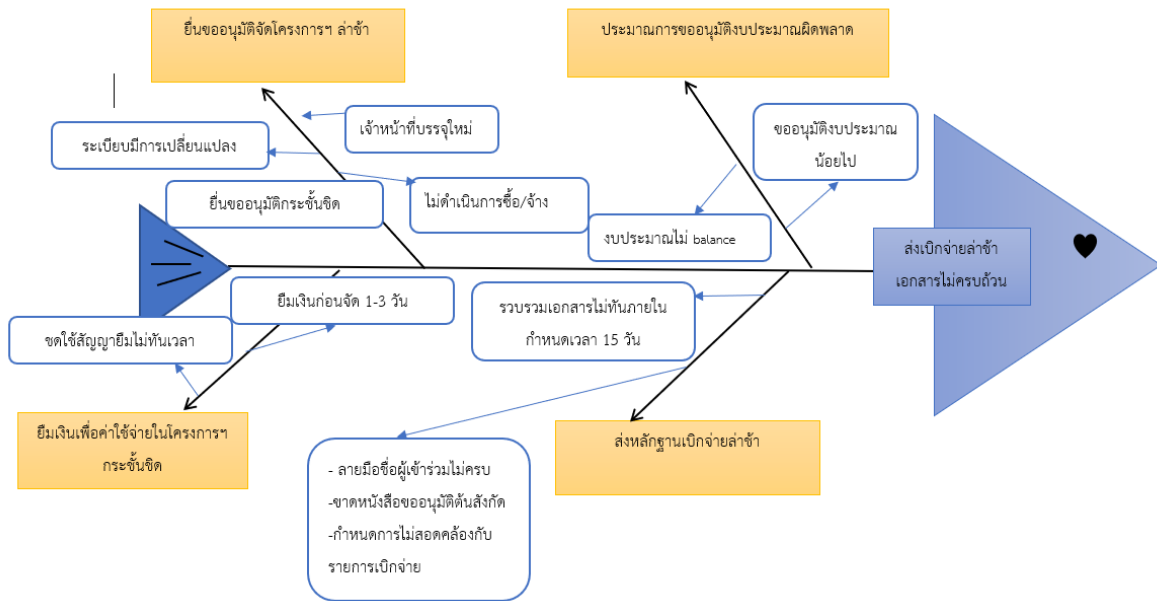 ยื่นขออนุมัติจัดโครงการฯ ล่าช้า
ประมาณการขออนุมัติงบประมาณผิดพลาด
เจ้าหน้าที่บรรจุใหม่
ระเบียบมีการเปลี่ยนแปลง
ขออนุมัติงบประมาณ
น้อยไป
ยื่นขออนุมัติกระชั้นชิด
ไม่ดำเนินการซื้อ/จ้าง
งบประมาณไม่ balance
ส่งเบิกจ่ายล่าช้า
เอกสารไม่ครบถ้วน
ยืมเงินก่อนจัด 1-3 วัน
รวบรวมเอกสารไม่ทันภายใน
กำหนดเวลา 15 วัน
ชดใช้สัญญายืมไม่ทันเวลา
ยืมเงินเพื่อค่าใช้จ่ายในโครงการฯ
กระชั้นชิด
ส่งหลักฐานเบิกจ่ายล่าช้า
- ลายมือชื่อผู้เข้าร่วมไม่ครบ
-ขาดหนังสือขออนุมัติต้นสังกัด
-กำหนดการไม่สอดคล้องกับ
รายการเบิกจ่าย